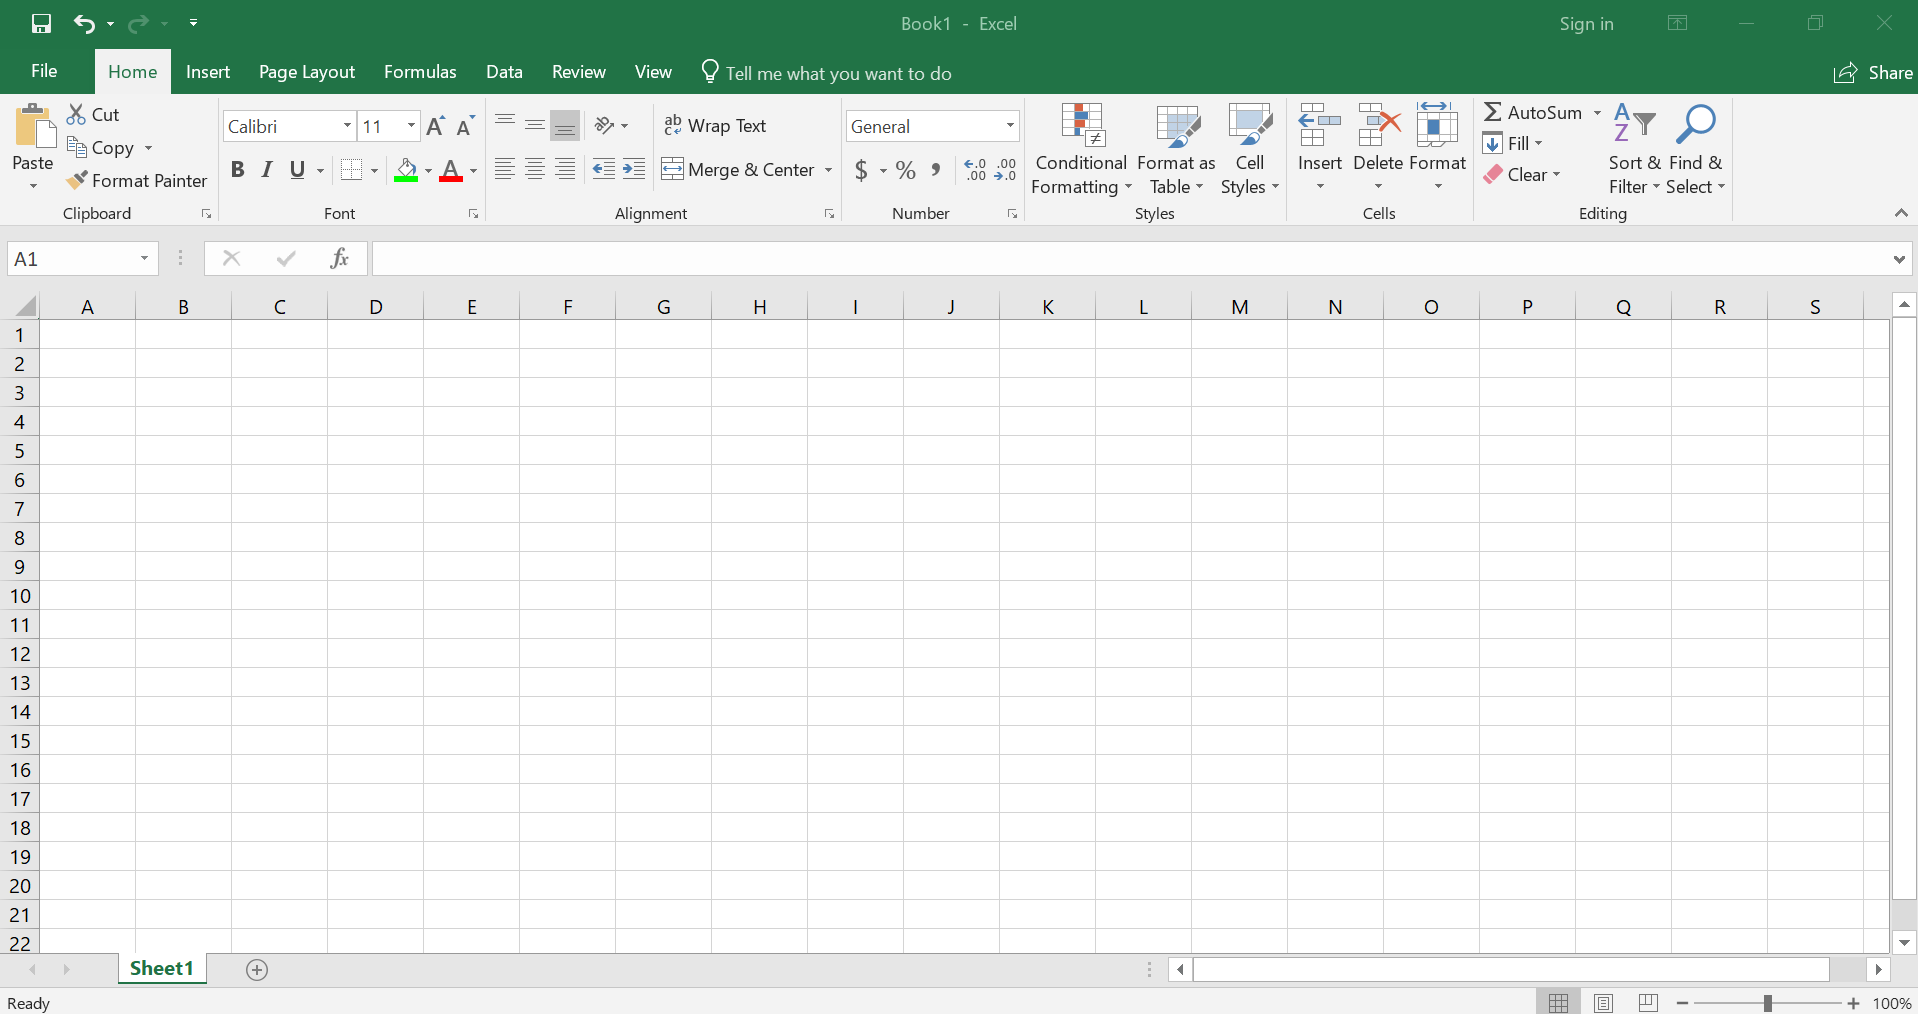 Book1 - Excel
Sign in
File Home Insert Page Layout Formulas Data Review View Tell me what you want to do Share
Paste
Cut
Copy
Format Painter
Clipboard
Calibri 11
B I U A
Font
Wrap Text
Merge & Center
Alignment
General
$ % , .0 .00 .00 .0
Number
Conditional Formatting
Format as Table
Cell Styles
Styles
Insert Delete Format
Cells
AutoSum
Fill
Clear
Sort & Filter
Find & Select
Editing
A1 fx
A B C D E F G H I J K L M N O P Q R S
1
2
3
4
5
6
7
8
9
10
11
12
13
14
15
16
17
18
19
20
21
22
Sheet1
Ready 100%